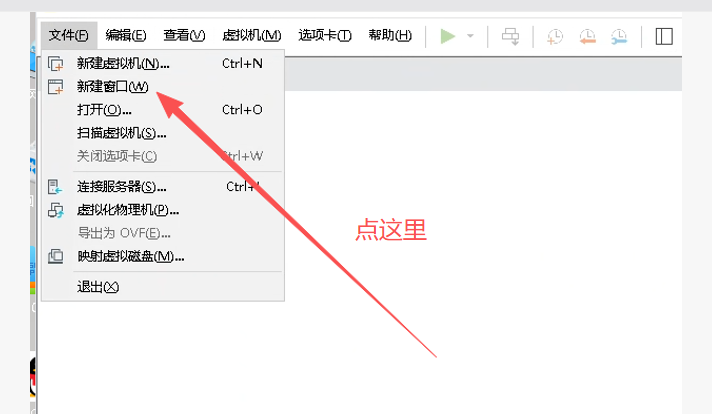 文件(F) 编辑(E) 查看(V) 虚拟机(M) 选项卡(T) 帮助(H)
新建虚拟机(N)... Ctrl+N
新建窗口(W)
打开(O)... Ctrl+O
扫描虚拟机(S)...
关闭选项卡(C) Ctrl+W
连接服务器(S)...
虚拟化物理机(P)...
点这里
导出为 OVF(E)...
映射虚拟磁盘(M)...
退出(X)